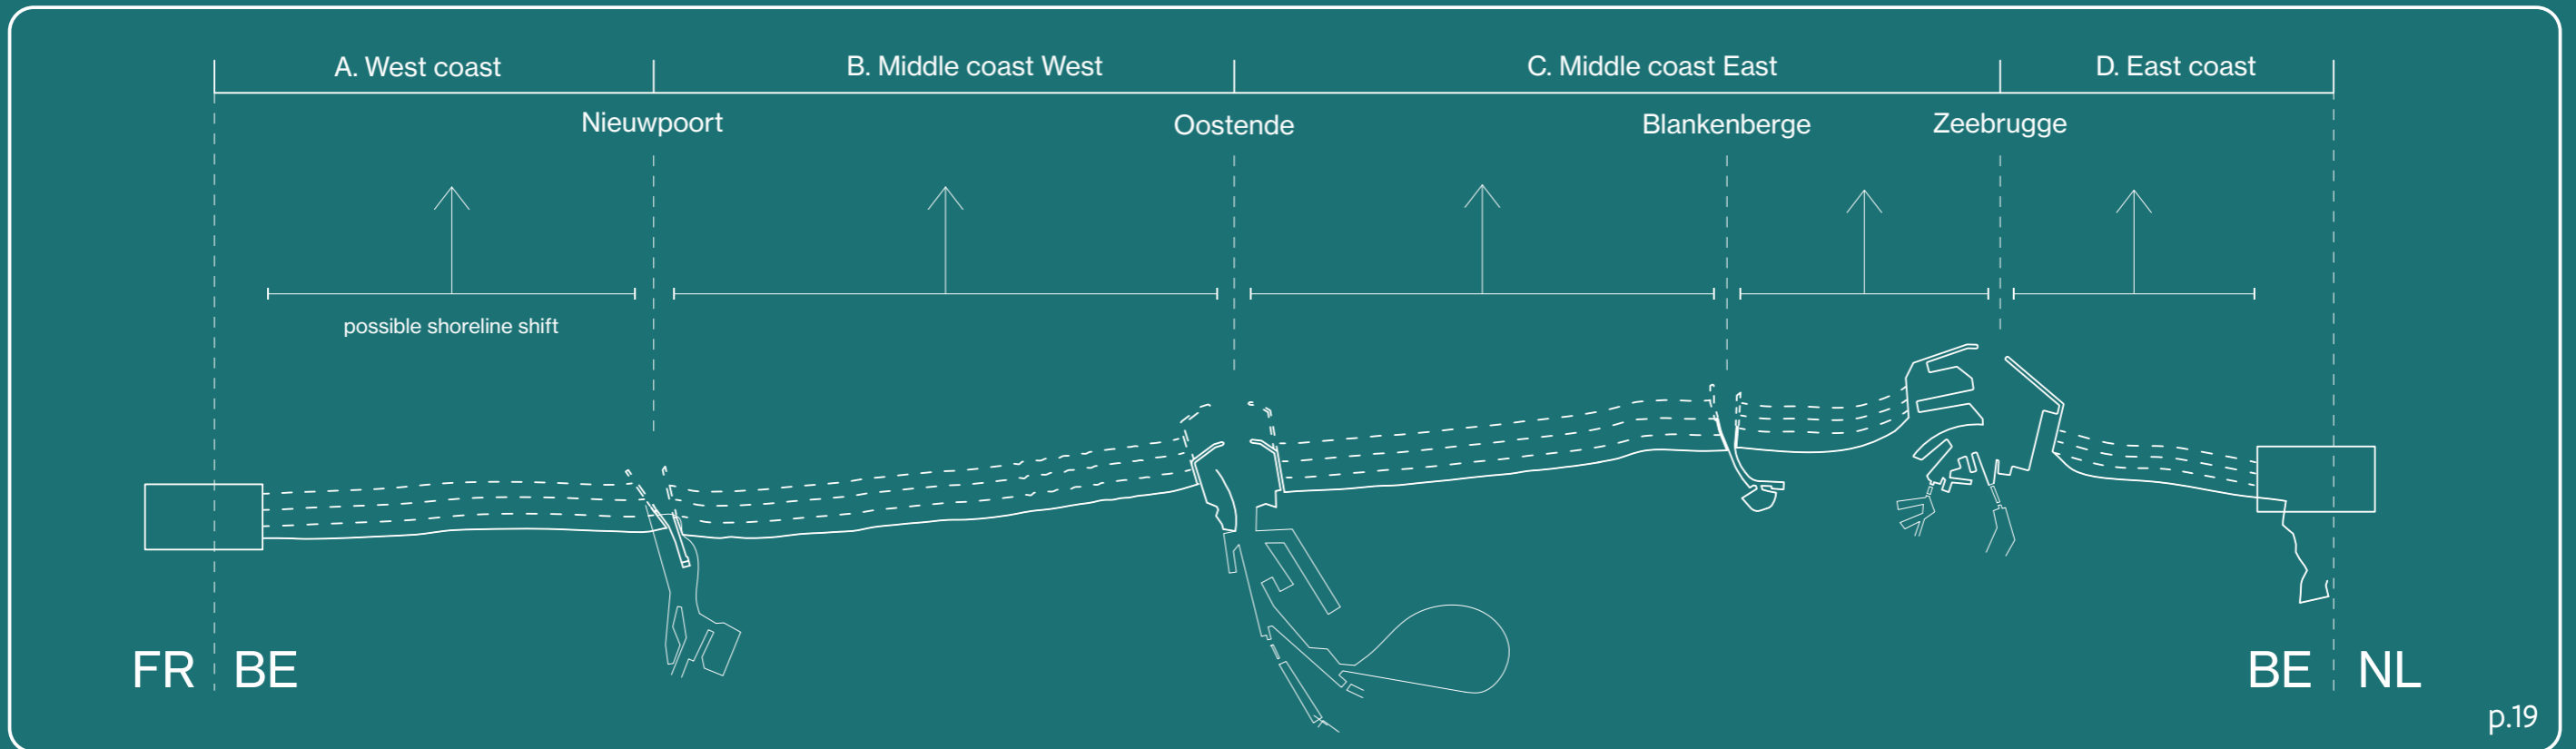 A. West coast
B. Middle coast West
C. Middle coast East
D. East coast
Nieuwpoort
Oostende
Blankenberge
Zeebrugge
possible shoreline shift
FR
BE
BE
NL
p.19